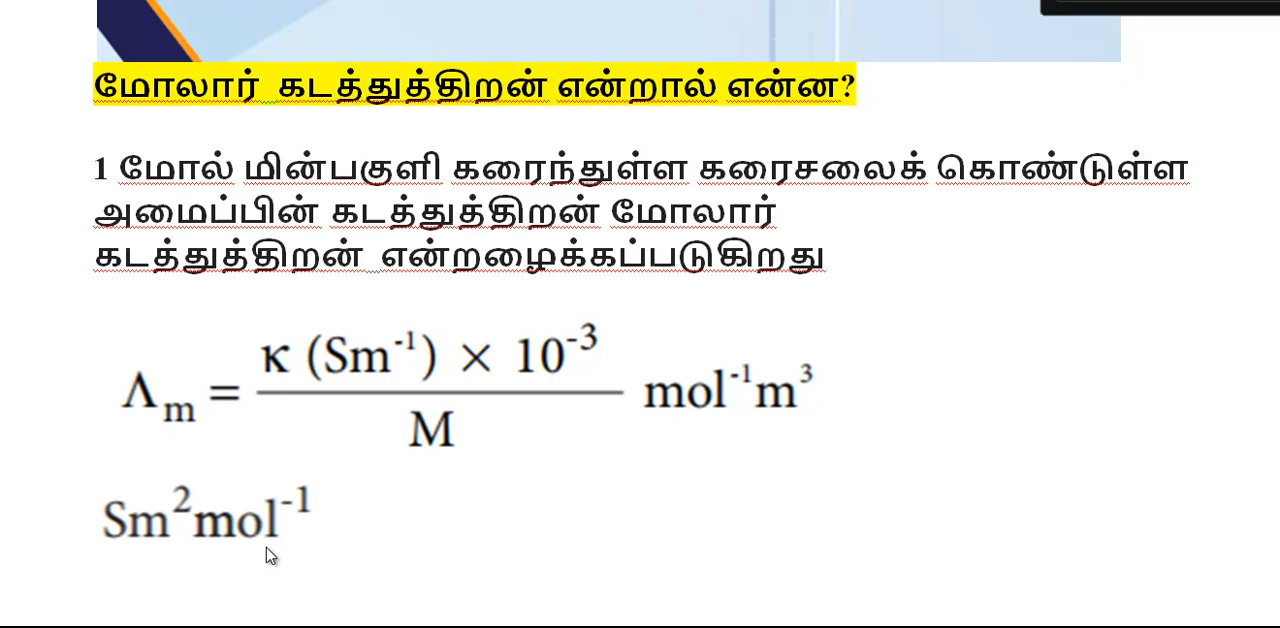 மோலார் கடத்துத்திறன் என்றால் என்ன?
1 மோல் மின்பகுளி கரைந்துள்ள கரைசலைக் கொண்டுள்ள
அமைப்பின் கடத்துத்திறன் மோலார்
கடத்துத்திறன் என்றழைக்கப்படுகிறது
Λₘ = κ (Sm⁻¹) × 10⁻³ / M mol⁻¹m³
Sm²mol⁻¹